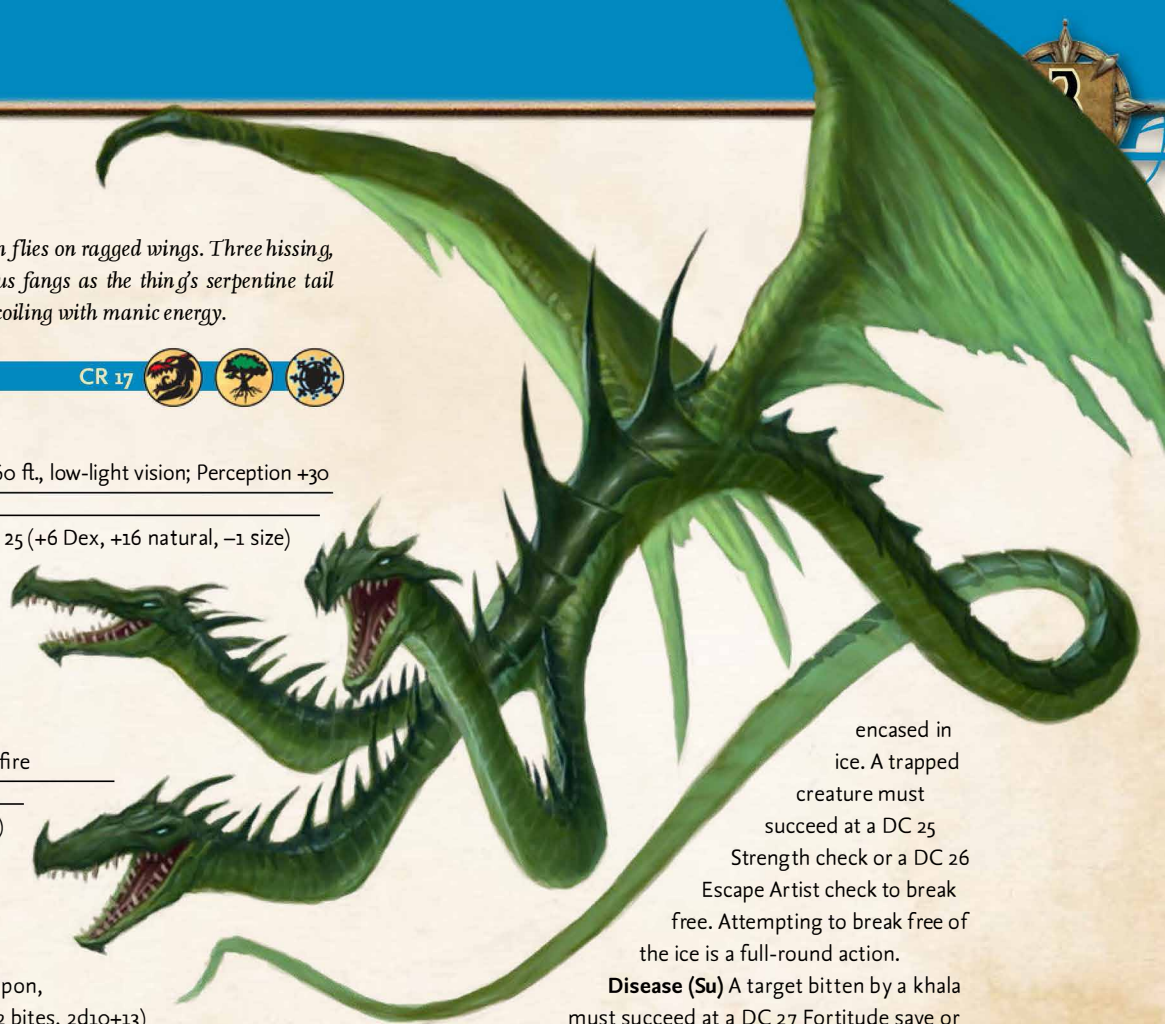 flies on ragged wings. Three hissing,
fangs as the thing's serpentine tail
coiling with manic energy.
CR 17
ft., low-light vision; Perception +30
25 (+6 Dex, +16 natural, –1 size)
fire
)
2 bites, 2d10+13)
encased in
ice. A trapped
creature must
succeed at a DC 25
Strength check or a DC 26
Escape Artist check to break
free. Attempting to break free of
the ice is a full-round action.
Disease (Su) A target bitten by a khala
must succeed at a DC 27 Fortitude save or